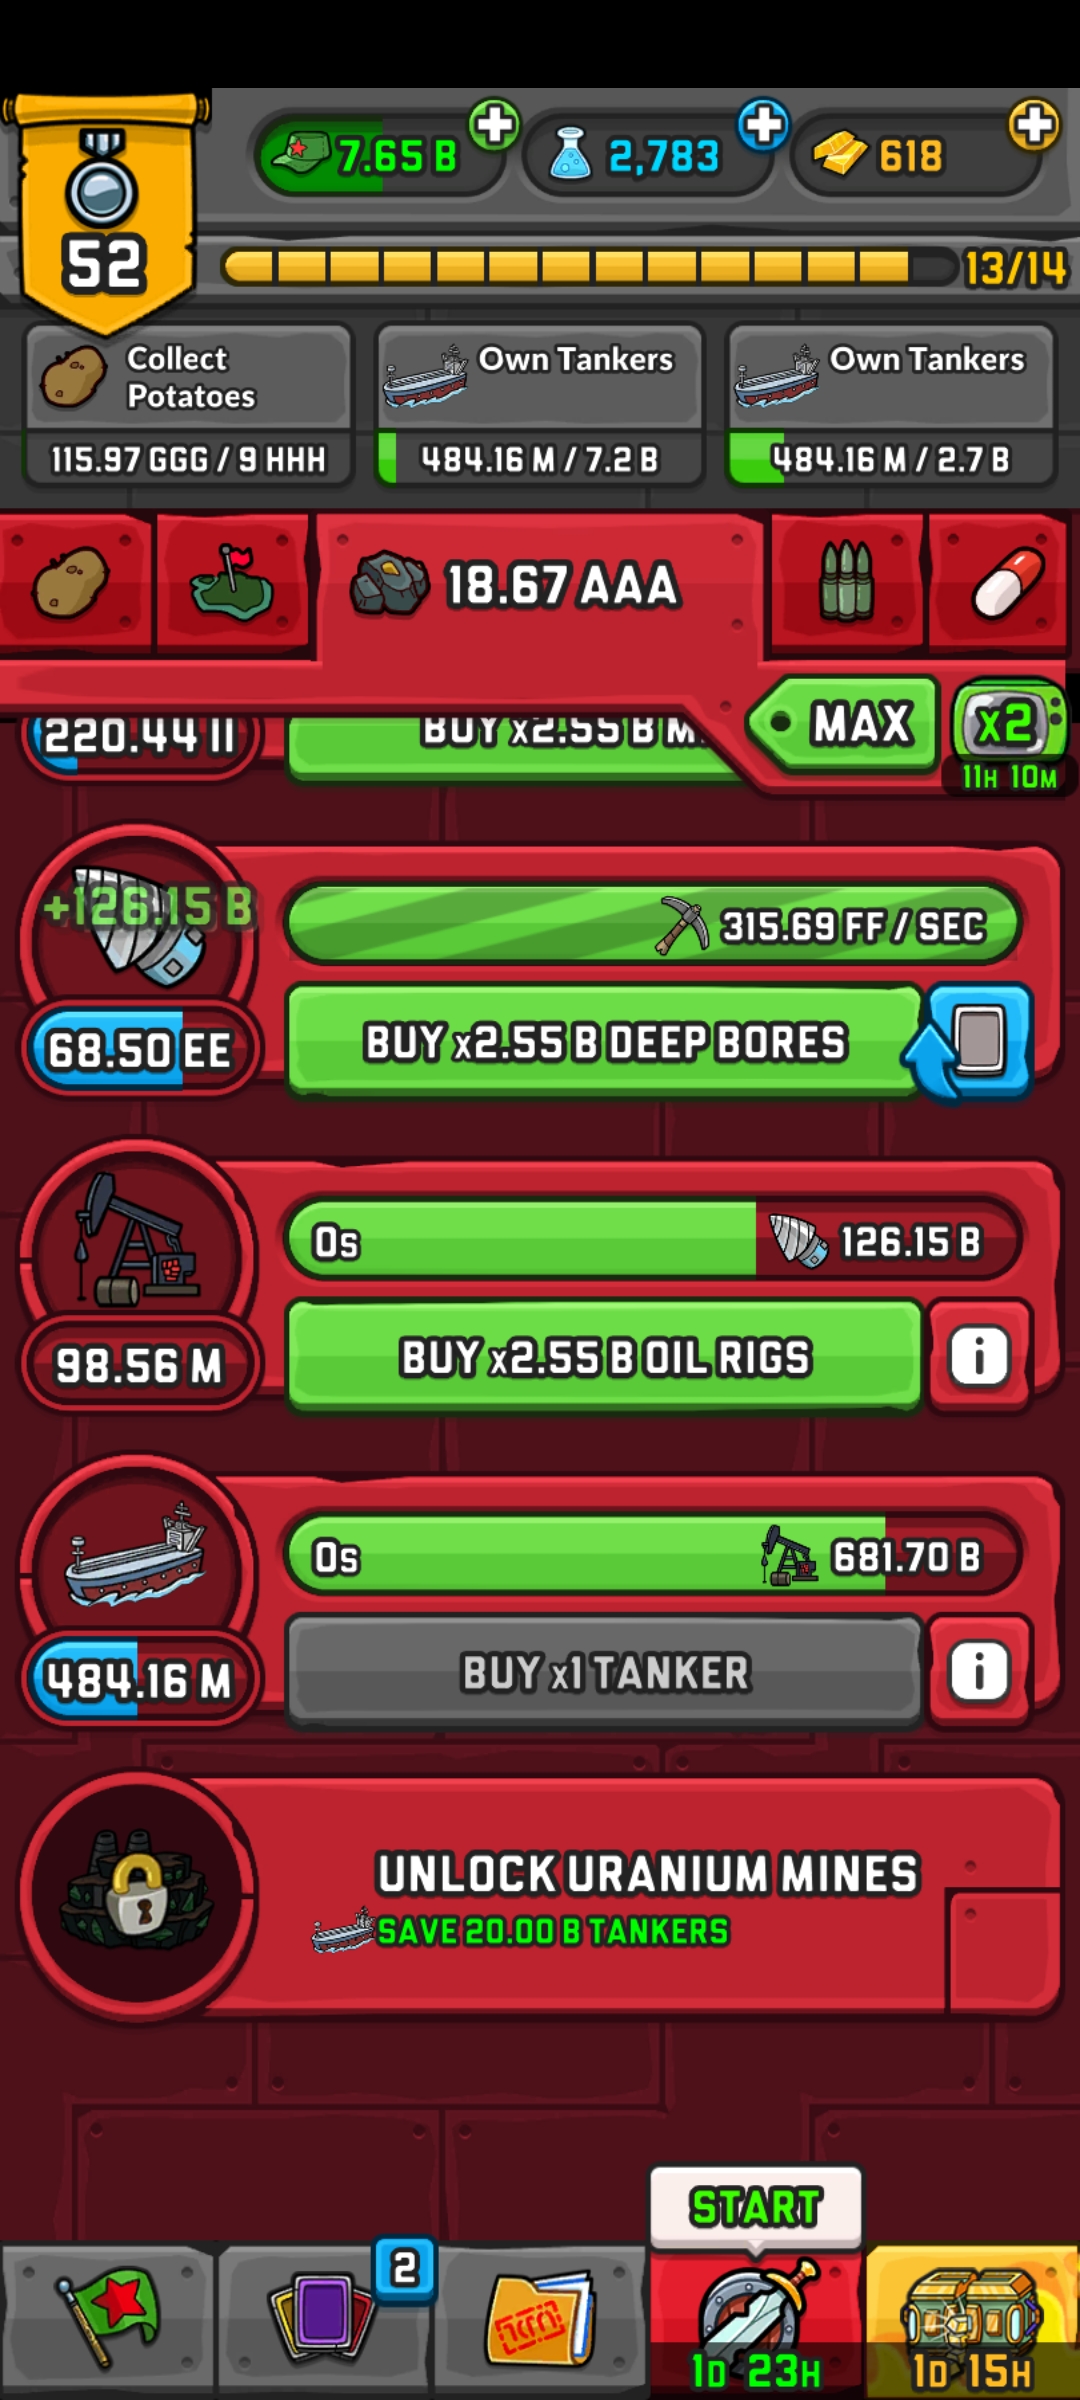 7.65 B
2,783
618
52
13/14
Collect
Potatoes
115.97 GGG / 9 HHH
Own Tankers
484.16 M / 7.2 B
Own Tankers
484.16 M / 2.7 B
18.67 AAA
MAX
x2
11H 10M
220.44 II
BUY x2.55 B M
+126.15 B
315.69 FF / SEC
68.50 EE
BUY x2.55 B DEEP BORES
0s
126.15 B
98.56 M
BUY x2.55 B OIL RIGS
i
0s
681.70 B
484.16 M
BUY x1 TANKER
i
UNLOCK URANIUM MINES
SAVE 20.00 B TANKERS
START
2
1D 23H
1D 15H